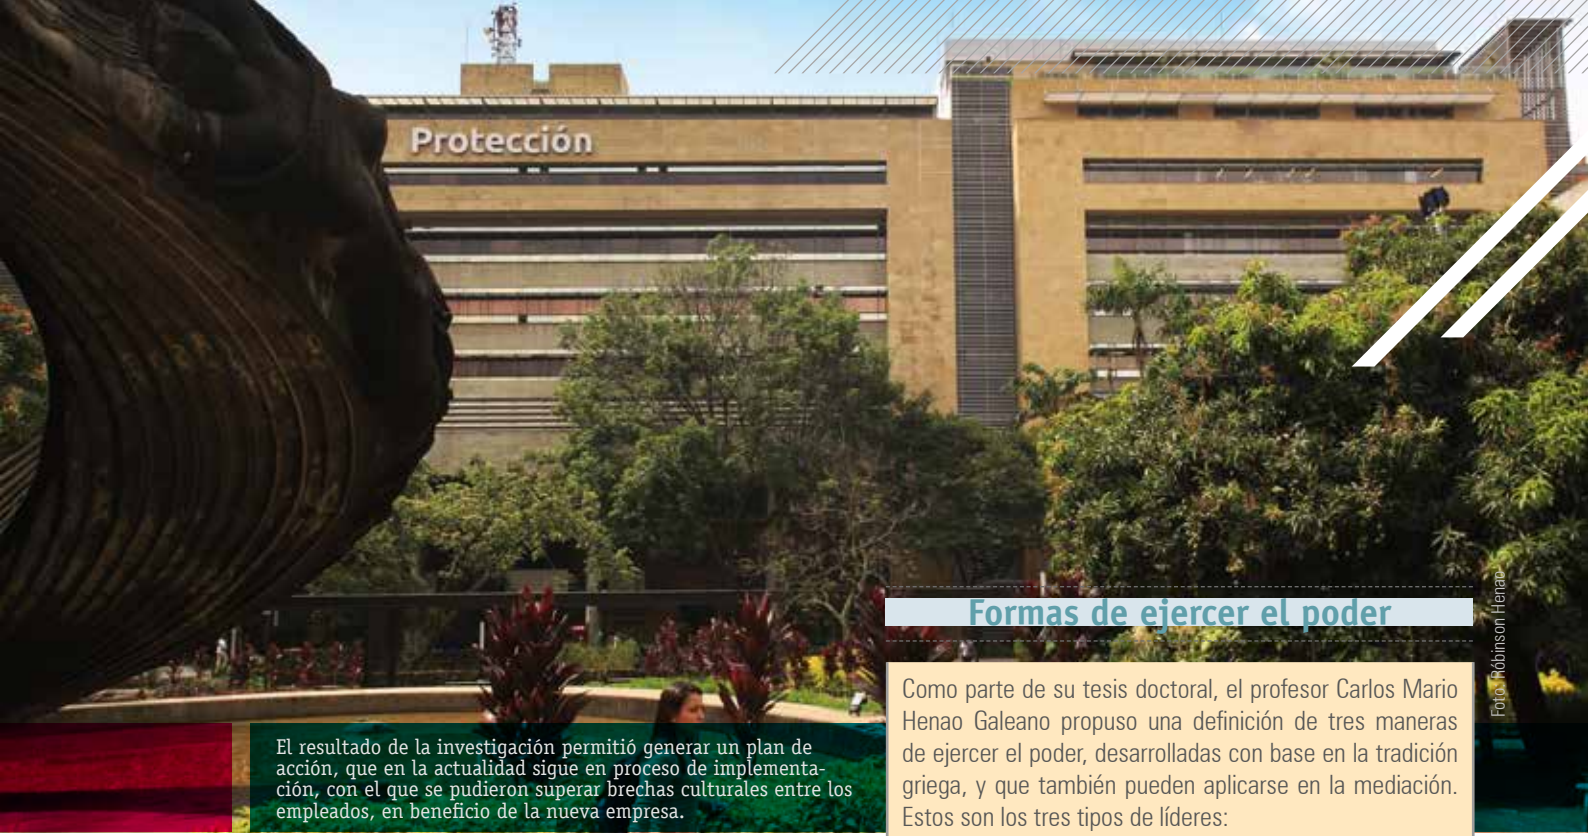 Protección
Formas de ejercer el poder
Foto: Róbinson Henao
Como parte de su tesis doctoral, el profesor Carlos Mario
Henao Galeano propuso una definición de tres maneras
de ejercer el poder, desarrolladas con base en la tradición
griega, y que también pueden aplicarse en la mediación.
Estos son los tres tipos de líderes:
El resultado de la investigación permitió generar un plan de
acción, que en la actualidad sigue en proceso de implementa-
ción, con el que se pudieron superar brechas culturales entre los
empleados, en beneficio de la nueva empresa.